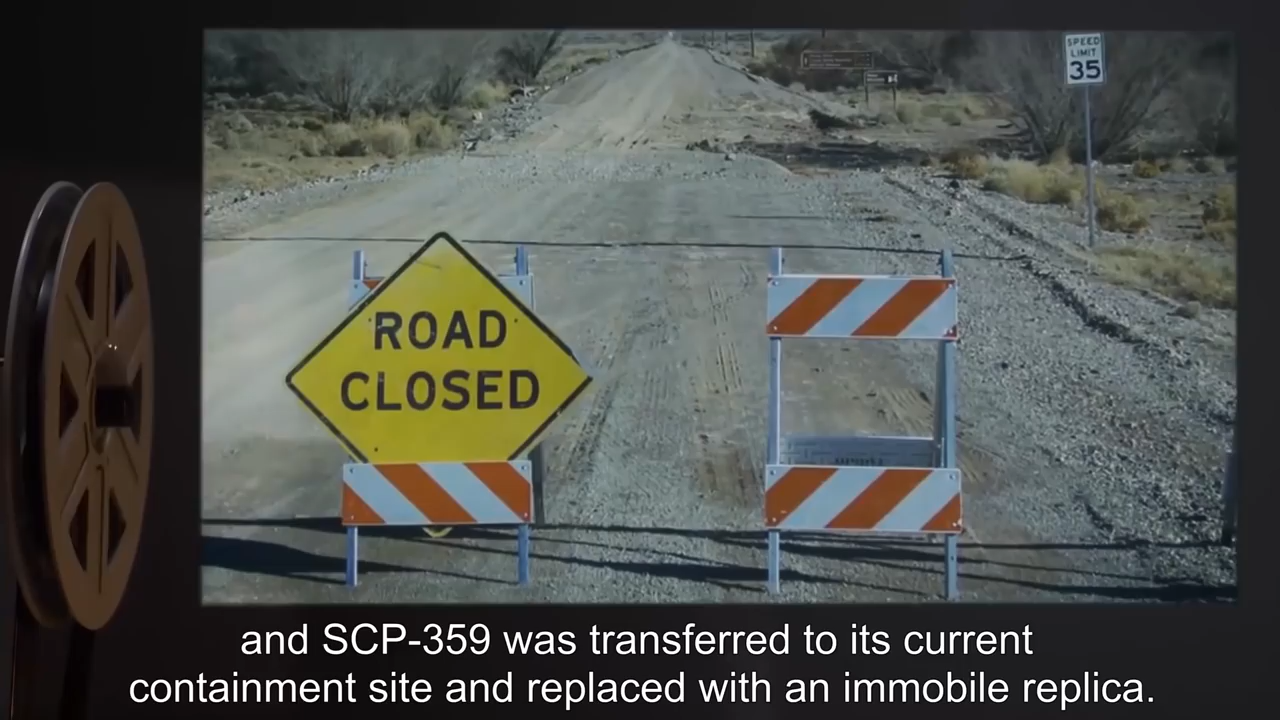 SPEED
LIMIT
35
ROAD
CLOSED
and SCP-359 was transferred to its current
containment site and replaced with an immobile replica.